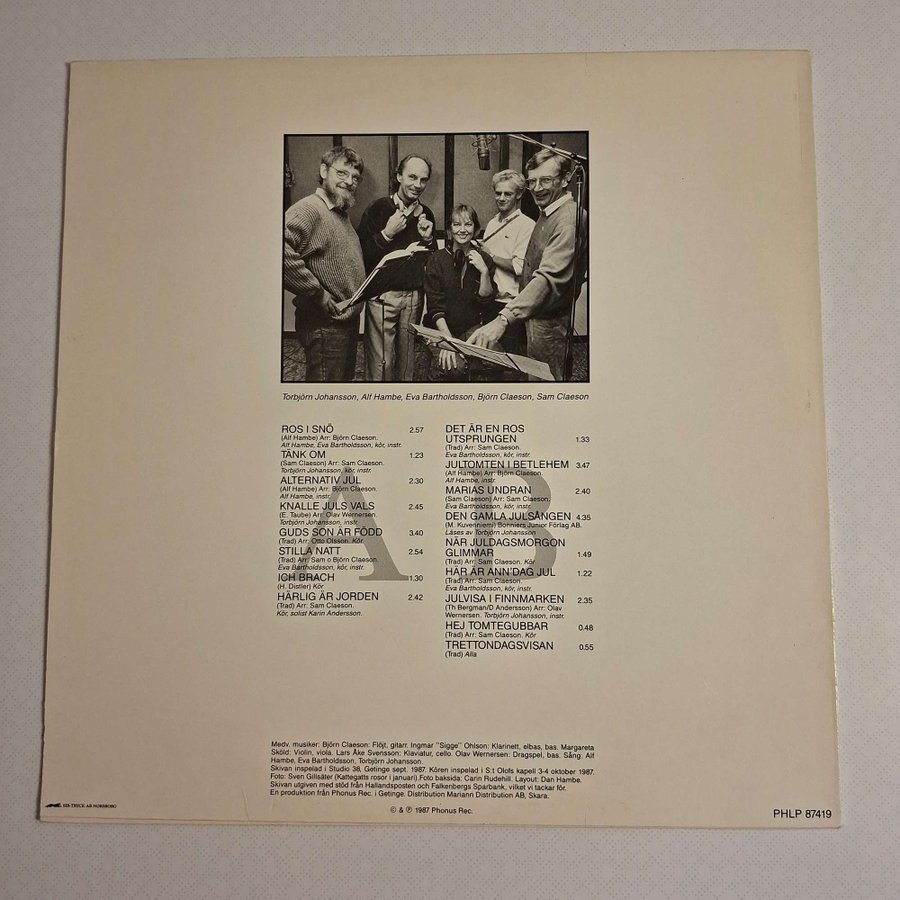 Torbjörn Johansson, Alf Hambe, Eva Bartholdsson, Björn Claeson, Sam Claeson
A
ROS I SNÖ 2.57
(Alf Hambe) Arr: Björn Claeson.
Alf Hambe, Eva Bartholdsson, kör, instr.
TÄNK OM 1.23
(Sam Claeson) Arr: Sam Claeson.
Torbjörn Johansson, kör, instr.
ALTERNATIV JUL 2.30
(Alf Hambe) Arr: Björn Claeson.
Alf Hambe, instr.
KNALLE JULS VALS 2.45
(E. Taube) Arr: Olav Wernersen.
Torbjörn Johansson, instr.
GUDS SON ÄR FÖDD 3.40
(Trad) Arr: Otto Olsson. Kör.
STILLA NATT 2.54
(Trad) Arr: Sam o Björn Claeson.
Eva Bartholdsson, kör, instr.
ICH BRACH 1.30
(H. Distler) Kör
HÄRLIG ÄR JORDEN 2.42
(Trad) Arr: Sam Claeson.
Kör, solist Karin Andersson.
B
DET ÄR EN ROS
UTSPRUNGEN 1.33
(Trad) Arr: Sam Claeson.
Eva Bartholdsson, kör, instr.
JULTOMTEN I BETLEHEM 3.47
(Alf Hambe) Arr: Björn Claeson.
Alf Hambe, instr.
MARIAS UNDRAN 2.40
(Sam Claeson) Arr: Sam Claeson.
Eva Bartholdsson, kör, instr.
DEN GAMLA JULSÅNGEN 4.35
(M. Kuvenniemi) Bonniers Junior Förlag AB.
Läses av Torbjörn Johansson
NÄR JULDAGSMORGON
GLIMMAR 1.49
(Trad) Arr: Sam Claeson. Kör
HÄR ÄR ANN'DAG JUL 1.22
(Trad) Arr: Sam Claeson.
Eva Bartholdsson, kör, instr.
JULVISA I FINNMARKEN 2.35
(Th Bergman/D Andersson) Arr: Olav
Wernersen. Torbjörn Johansson, instr.
HEJ TOMTEGUBBAR 0.48
(Trad) Arr: Sam Claeson. Kör
TRETTONDAGSVISAN 0.55
(Trad) Alla
Medv. musiker: Björn Claeson: Flöjt, gitarr. Ingmar "Sigge" Ohlson: Klarinett, elbas, bas. Margareta
Sköld: Violin, viola. Lars Åke Svensson: Klaviatur, cello. Olav Wernersen: Dragspel, bas. Sång: Alf
Hambe, Eva Bartholdsson, Torbjörn Johansson.
Skivan inspelad i Studio 38, Getinge sept. 1987. Kören inspelad i S:t Olofs kapell 3-4 oktober 1987.
Foto: Sven Gillsäter (Kattegatts rosor i januari).Foto baksida: Carin Rudehill. Layout: Dan Hambe.
Skivan utgiven med stöd från Hallandsposten och Falkenbergs Sparbank, vilket vi tackar för.
En produktion från Phonus Rec. i Getinge. Distribution Mariann Distribution AB, Skara.
© & ℗ 1987 Phonus Rec.
PHLP 87419